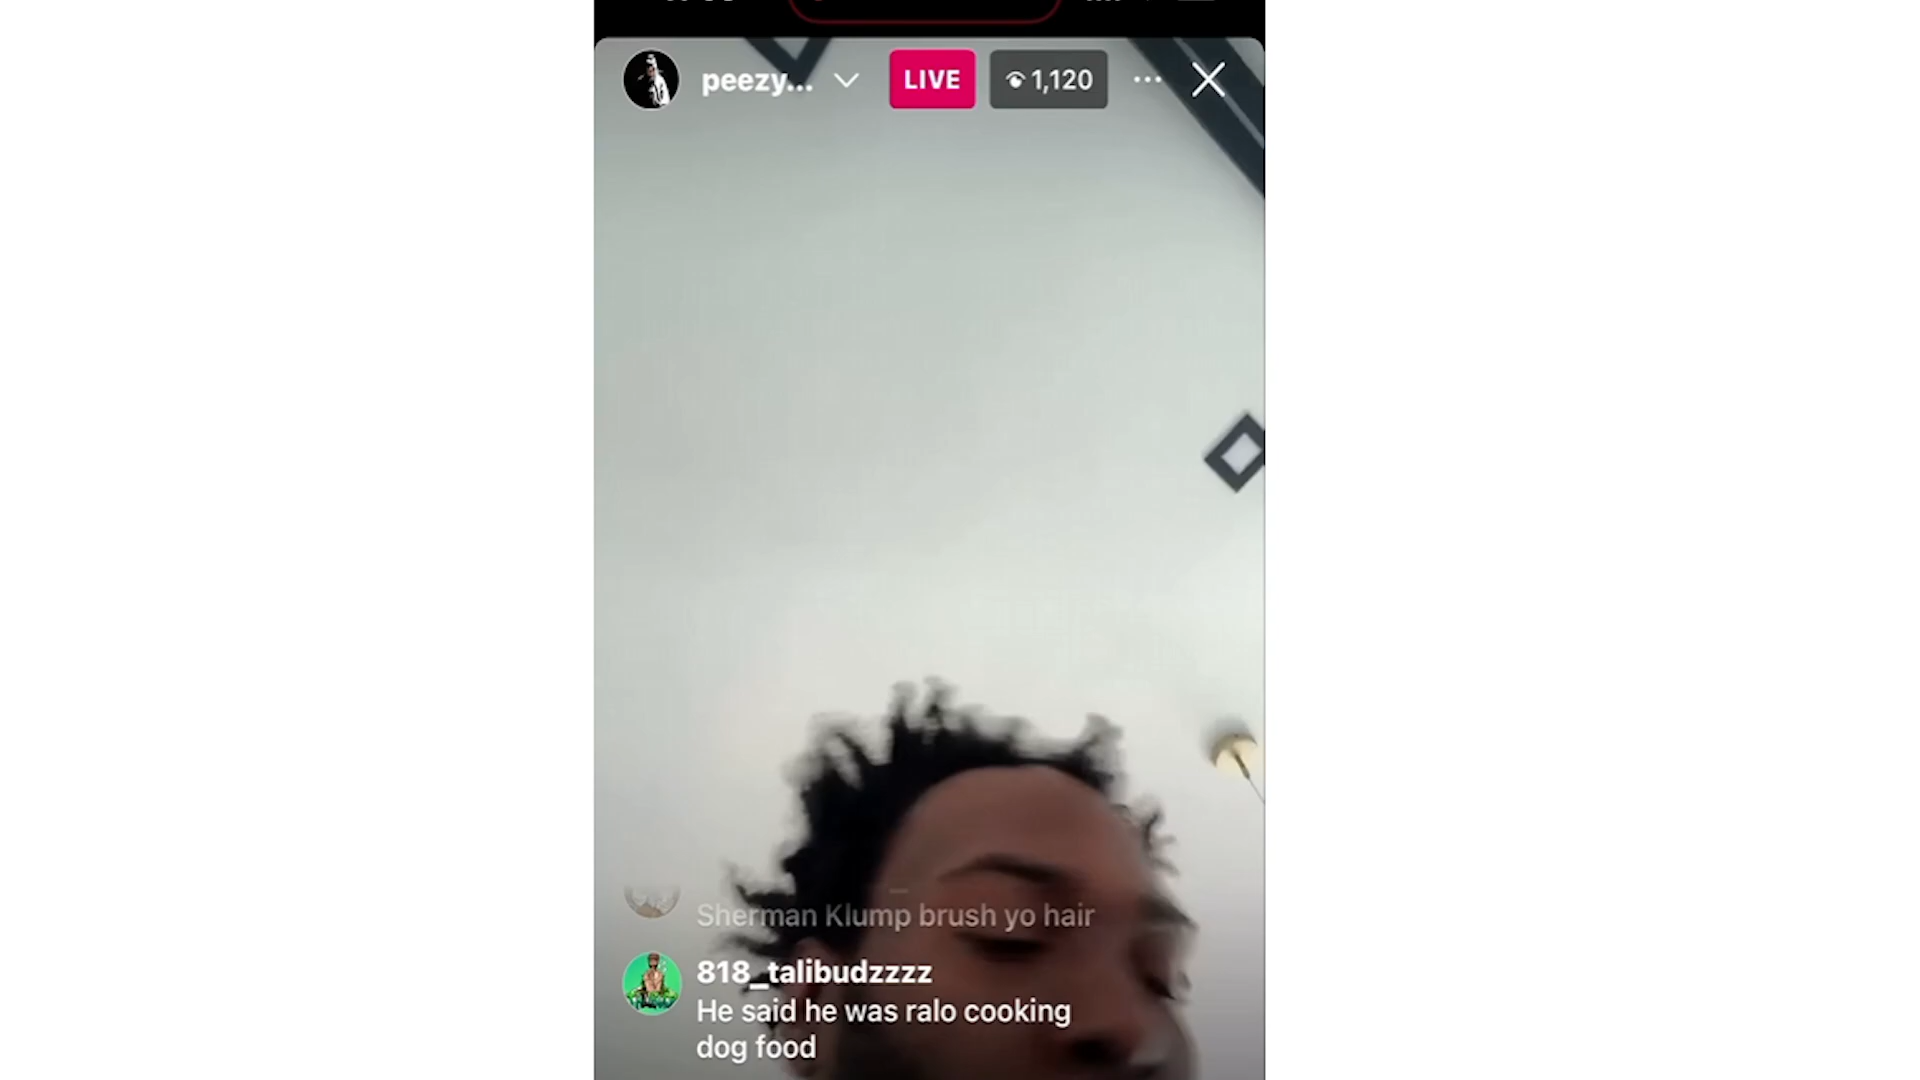 peezy...
LIVE
1,120
Sherman Klump brush yo hair
818_talibudzzzz
He said he was ralo cooking
dog food